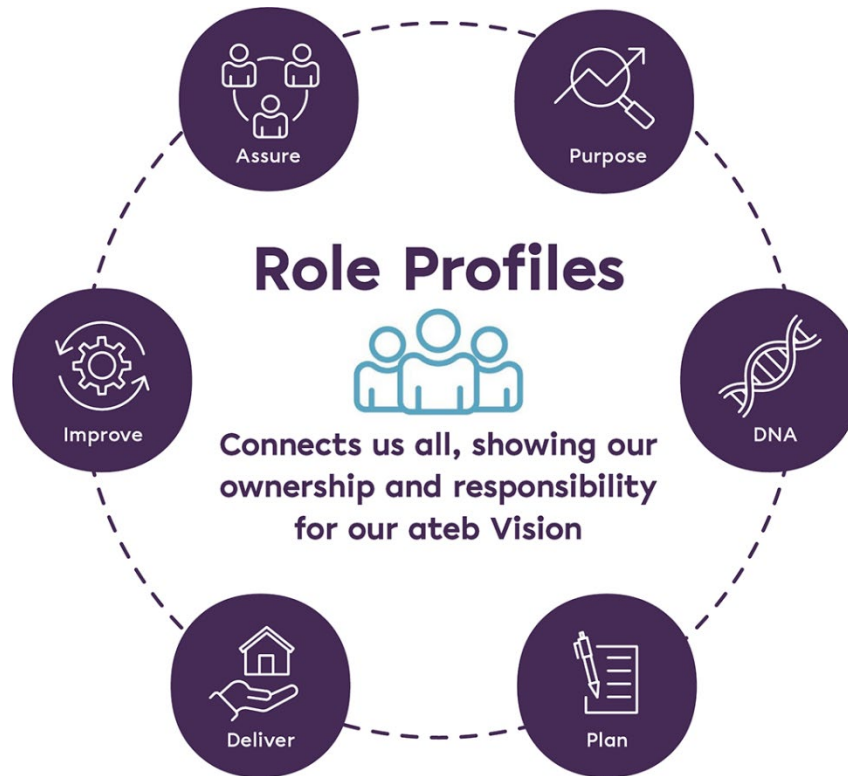 Assure
Purpose
Role Profiles
Improve
DNA
Connects us all, showing our
ownership and responsibility
for our ateb Vision
Deliver
Plan